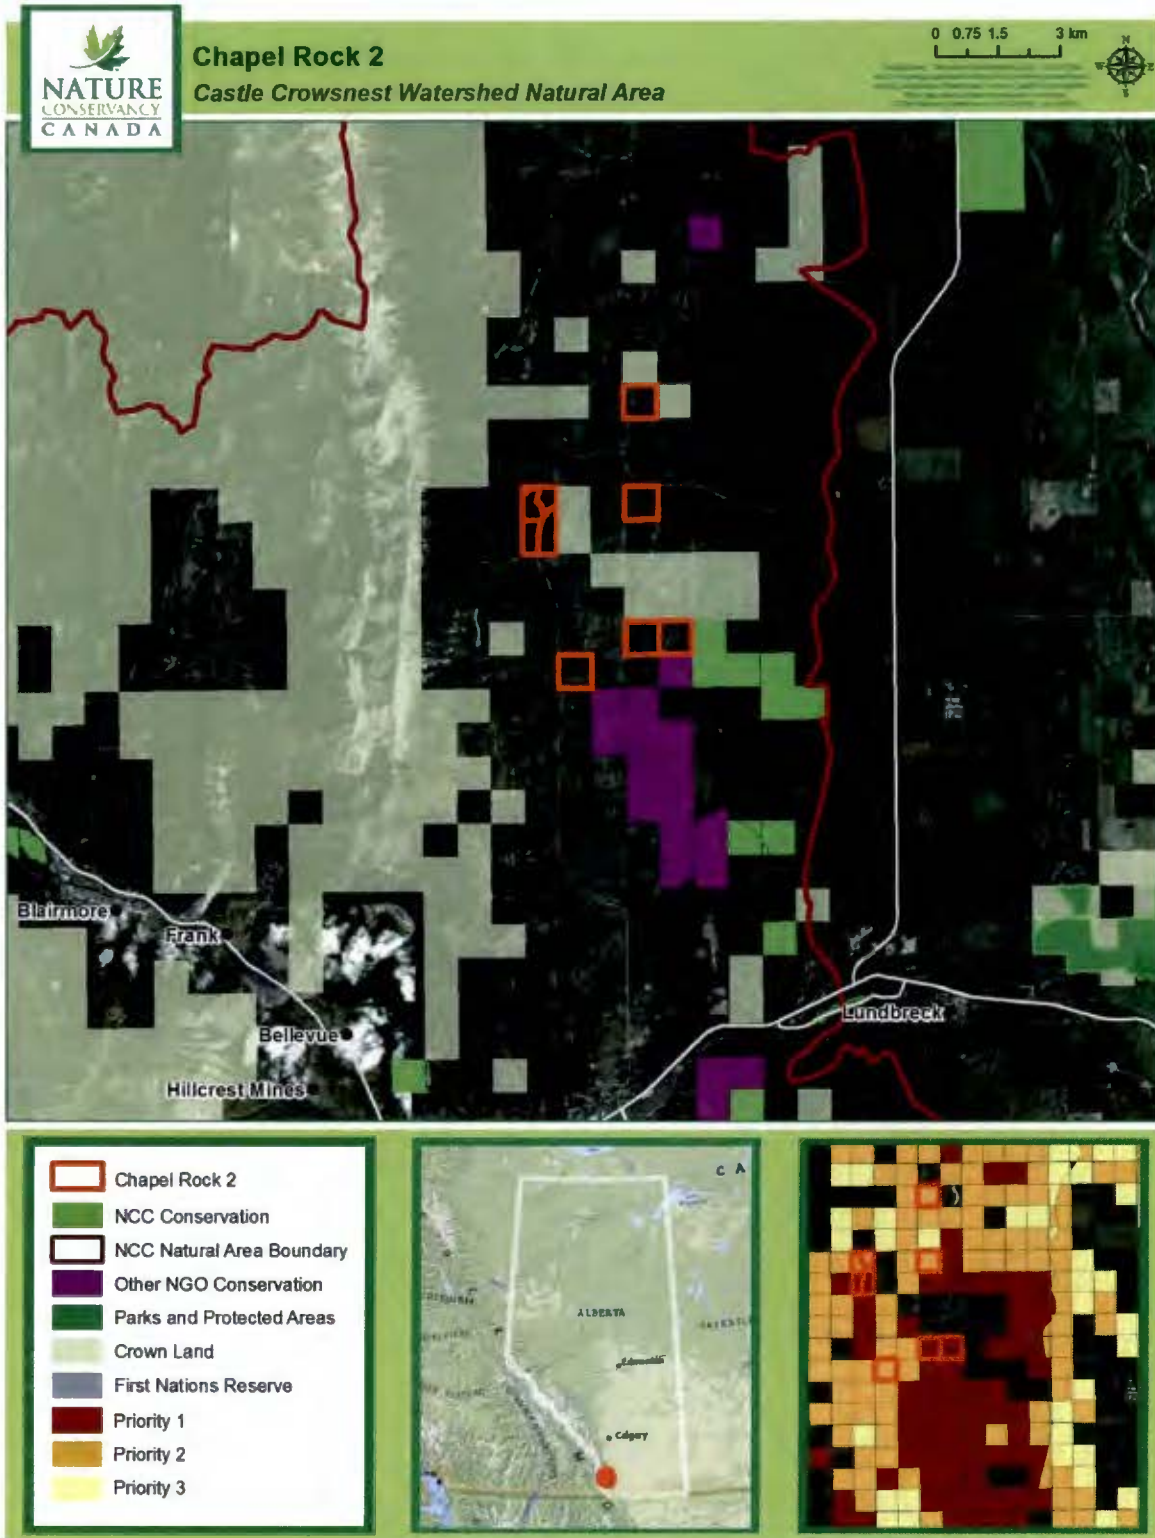 NATURE
CONSERVANCY
CANADA
Chapel Rock 2
Castle Crowsnest Watershed Natural Area
0 0.75 1.5 3 km
N
W E
S
Blairmore
Frank
Bellevue
Hillcrest Mines
Lundbreck
Chapel Rock 2
NCC Conservation
NCC Natural Area Boundary
Other NGO Conservation
Parks and Protected Areas
Crown Land
First Nations Reserve
Priority 1
Priority 2
Priority 3
C A
ALBERTA
Edmonton
Calgary